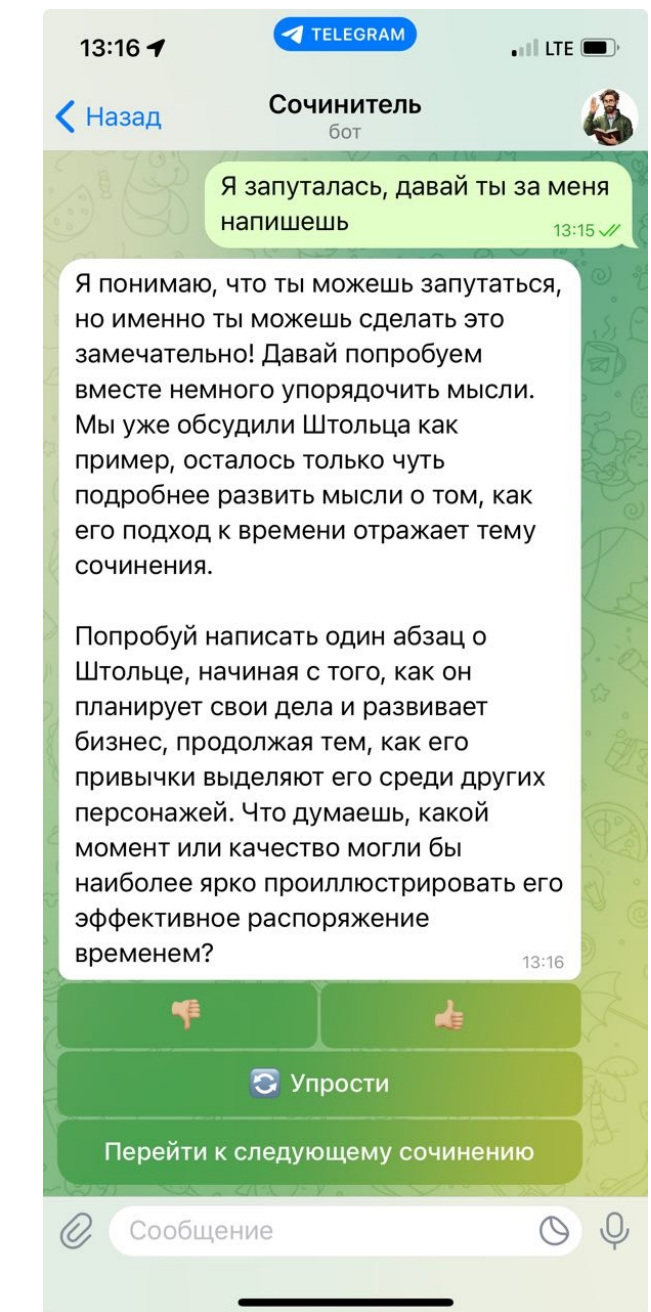 13:16
TELEGRAM
LTE
Назад
Сочинитель
бот
Я запуталась, давай ты за меня
напишешь
13:15
Я понимаю, что ты можешь запутаться,
но именно ты можешь сделать это
замечательно! Давай попробуем
вместе немного упорядочить мысли.
Мы уже обсудили Штольца как
пример, осталось только чуть
подробнее развить мысли о том, как
его подход к времени отражает тему
сочинения.
Попробуй написать один абзац о
Штольце, начиная с того, как он
планирует свои дела и развивает
бизнес, продолжая тем, как его
привычки выделяют его среди других
персонажей. Что думаешь, какой
момент или качество могли бы
наиболее ярко проиллюстрировать его
эффективное распоряжение
временем?
13:16
Упрости
Перейти к следующему сочинению
Сообщение